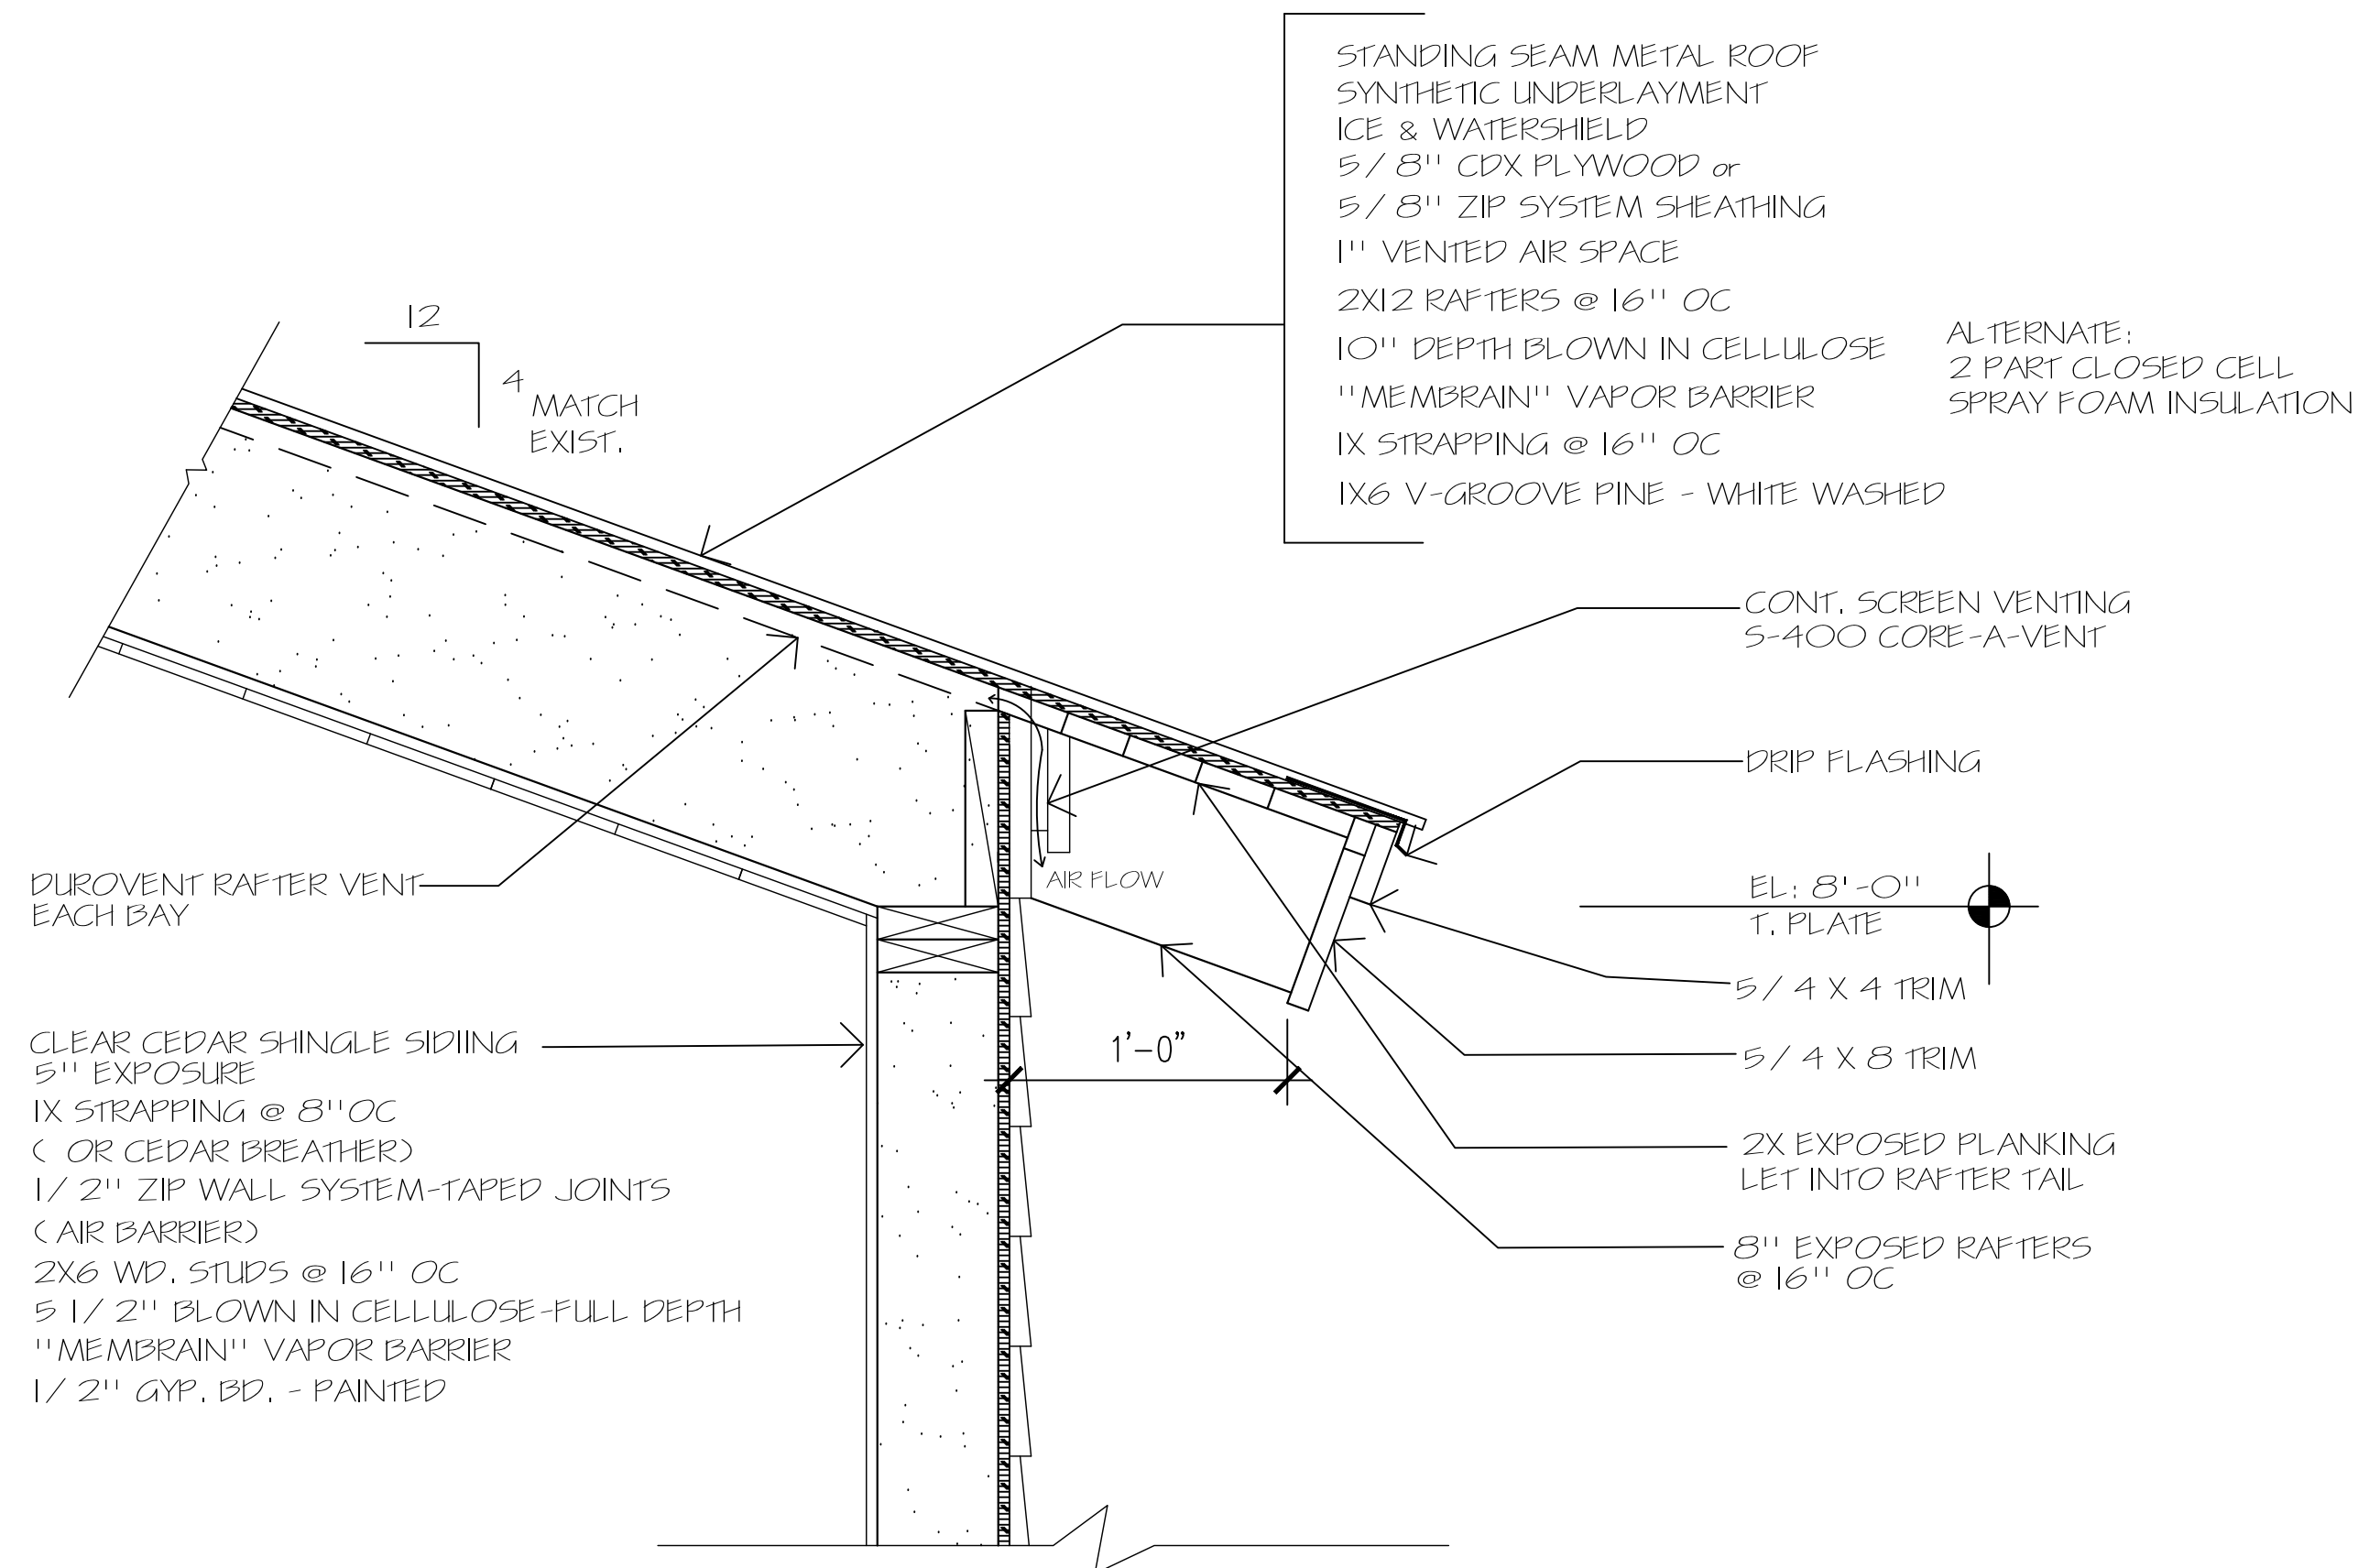 STANDING SEAM METAL ROOF
SYNTHETIC UNDERLAYMENT
ICE & WATERSHIELD
5/8" CDX PLYWOOD or
5/8" ZIP SYSTEM SHEATHING
1" VENTED AIR SPACE
2X12 RAFTERS @ 16" OC
10" DEPTH BLOWN IN CELLULOSE
"MEMBRAIN" VAPOR BARRIER
1X STRAPPING @ 16" OC
1X6 V-GROOVE PINE - WHITE WASHED
ALTERNATE:
2 PART CLOSED CELL
SPRAY FOAM INSULATION
12
4
MATCH
EXIST.
CONT. SCREEN VENTING
S-400 CORE-A-VENT
DRIP FLASHING
AIR FLOW
DUROVENT RAFTER VENT
EACH BAY
EL: 8'-0"
T. PLATE
5/4 X 4 TRIM
5/4 X 8 TRIM
1'-0"
2X EXPOSED PLANKING
LET INTO RAFTER TAIL
8" EXPOSED RAFTERS
@ 16" OC
CLEAR CEDAR SHINGLE SIDIING
5" EXPOSURE
1X STRAPPING @ 8"OC
( OR CEDAR BREATHER)
1/2" ZIP WALL SYSTEM-TAPED JOINTS
(AIR BARRIER)
2X6 WD. STUDS @ 16" OC
5 1/2" BLOWN IN CELLULOSE-FULL DEPTH
"MEMBRAIN" VAPOR BARRIER
1/2" GYP. BD. - PAINTED